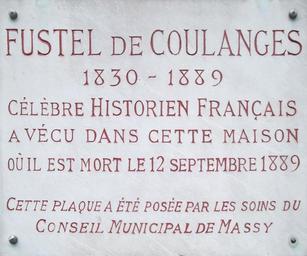 FUSTEL DE COULANGES
1830 - 1889
CÉLÈBRE HISTORIEN FRANÇAIS
A VÉCU DANS CETTE MAISON
OÙ IL EST MORT LE 12 SEPTEMBRE 1889
CETTE PLAQUE A ÉTÉ POSÉE PAR LES SOINS DU
CONSEIL MUNICIPAL DE MASSY